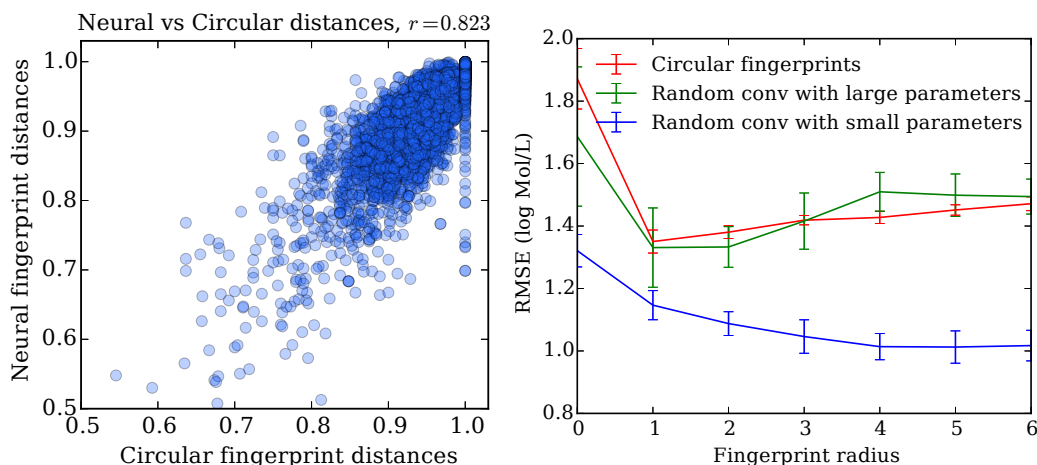 Neural vs Circular distances, r=0.823
Neural fingerprint distances
1.0
0.9
0.8
0.7
0.6
0.5
0.5 0.6 0.7 0.8 0.9 1.0
Circular fingerprint distances
RMSE (log Mol/L)
2.0
1.8
1.6
1.4
1.2
1.0
0.8
Circular fingerprints
Random conv with large parameters
Random conv with small parameters
0 1 2 3 4 5 6
Fingerprint radius